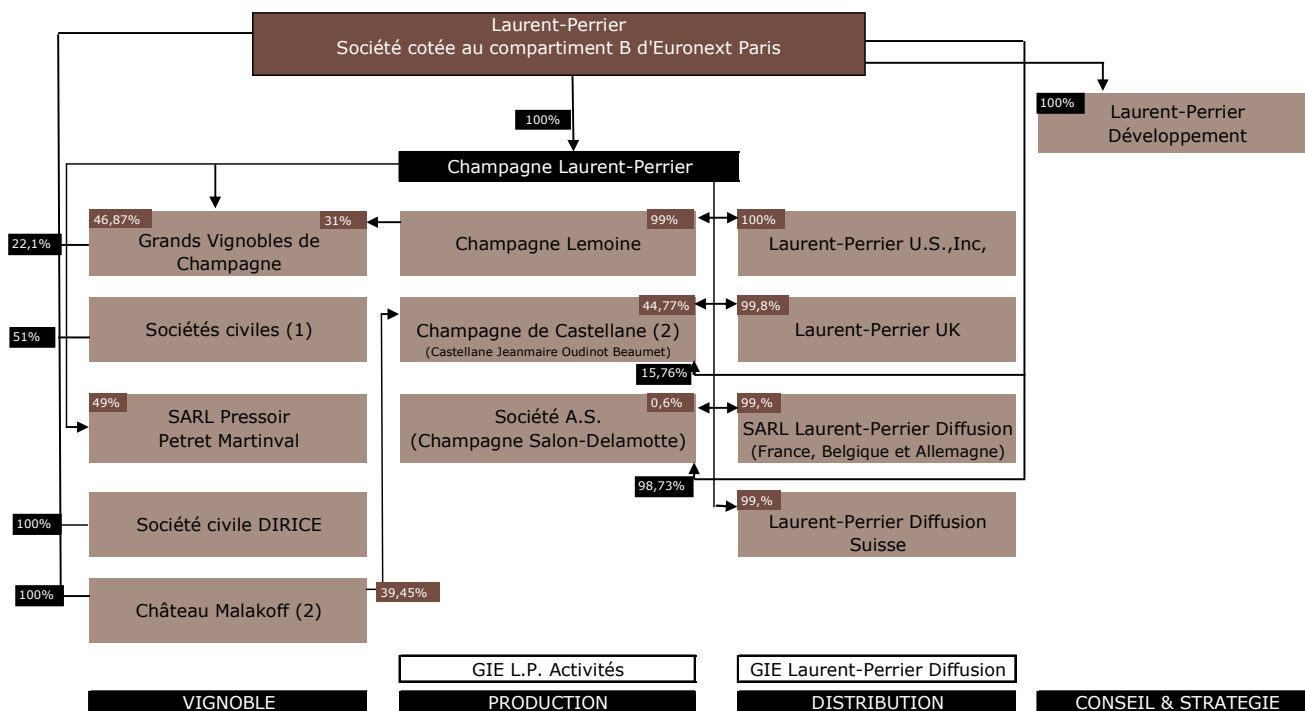 Laurent-Perrier
Société cotée au compartiment B d'Euronext Paris
100%
Laurent-Perrier
Développement
100%
Champagne Laurent-Perrier
46,87%
31%
Grands Vignobles de
Champagne
22,1%
99%
Champagne Lemoine
100%
Laurent-Perrier U.S.,Inc,
Sociétés civiles (1)
51%
44,77%
Champagne de Castellane (2)
(Castellane Jeanmaire Oudinot Beaumet)
15,76%
99,8%
Laurent-Perrier UK
49%
SARL Pressoir
Petret Martinval
0,6%
Société A.S.
(Champagne Salon-Delamotte)
98,73%
99,%
SARL Laurent-Perrier Diffusion
(France, Belgique et Allemagne)
100%
Société civile DIRICE
99,%
Laurent-Perrier Diffusion
Suisse
100%
Château Malakoff (2)
39,45%
GIE L.P. Activités
GIE Laurent-Perrier Diffusion
VIGNOBLE
PRODUCTION
DISTRIBUTION
CONSEIL & STRATEGIE